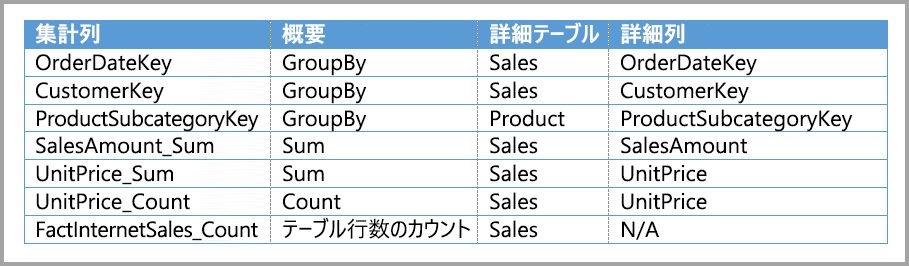 集計列 概要 詳細テーブル 詳細列
OrderDateKey GroupBy Sales OrderDateKey
CustomerKey GroupBy Sales CustomerKey
ProductSubcategoryKey GroupBy Product ProductSubcategoryKey
SalesAmount_Sum Sum Sales SalesAmount
UnitPrice_Sum Sum Sales UnitPrice
UnitPrice_Count Count Sales UnitPrice
FactInternetSales_Count テーブル行数のカウント Sales N/A